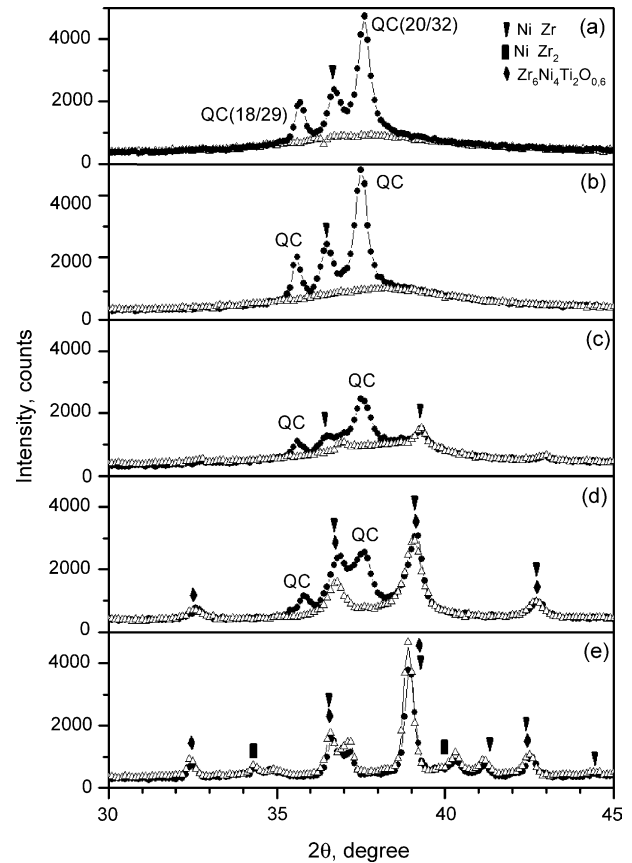 4000
2000
0
QC(20/32)
QC(18/29)
(a)
Ni Zr
Ni Zr2
Zr6Ni4Ti2O0,6
4000
2000
0
QC
QC
(b)
4000
2000
0
QC
QC
(c)
4000
2000
0
QC
QC
(d)
4000
2000
0
(e)
30
35
40
45
Intensity, counts
2θ, degree